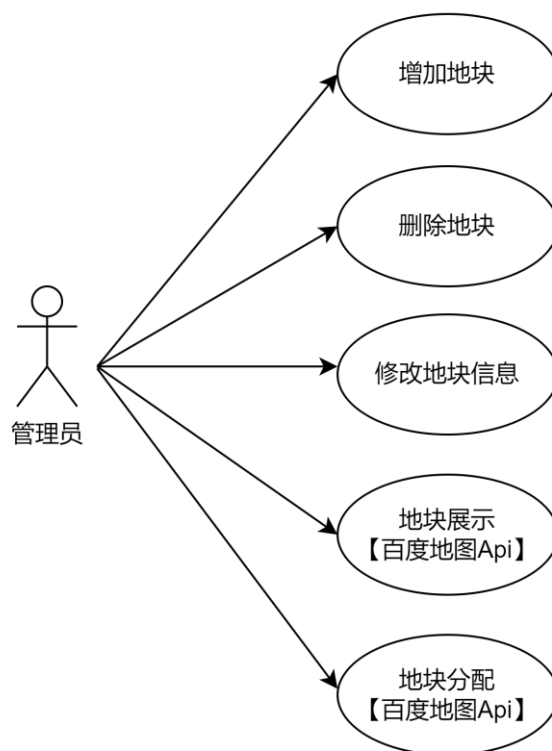 增加地块
删除地块
修改地块信息
管理员
地块展示
【百度地图Api】
地块分配
【百度地图Api】